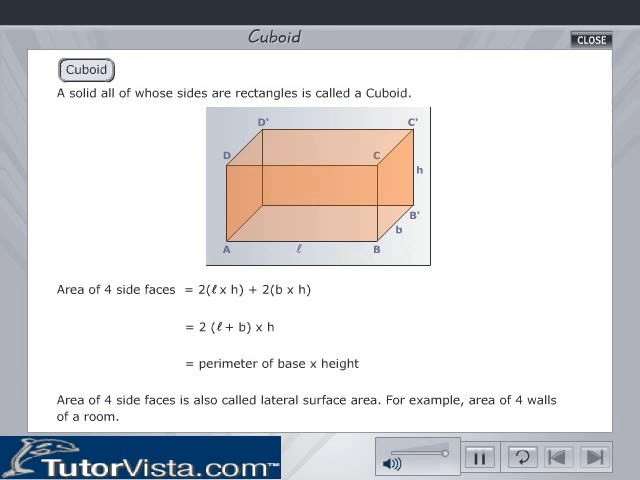 Cuboid
CLOSE
Cuboid
A solid all of whose sides are rectangles is called a Cuboid.
D' C'
D C
h
B'
b
A ℓ B
Area of 4 side faces = 2(ℓ x h) + 2(b x h)
= 2 (ℓ + b) x h
= perimeter of base x height
Area of 4 side faces is also called lateral surface area. For example, area of 4 walls
of a room.
TutorVista.com™